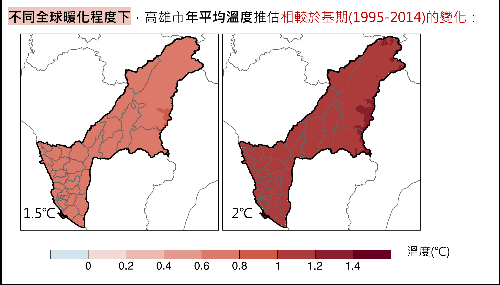 不同全球暖化程度下，高雄市年平均溫度推估相較於基期(1995-2014)的變化：
1.5℃
2℃
0 0.2 0.4 0.6 0.8 1 1.2 1.4 溫度(℃)